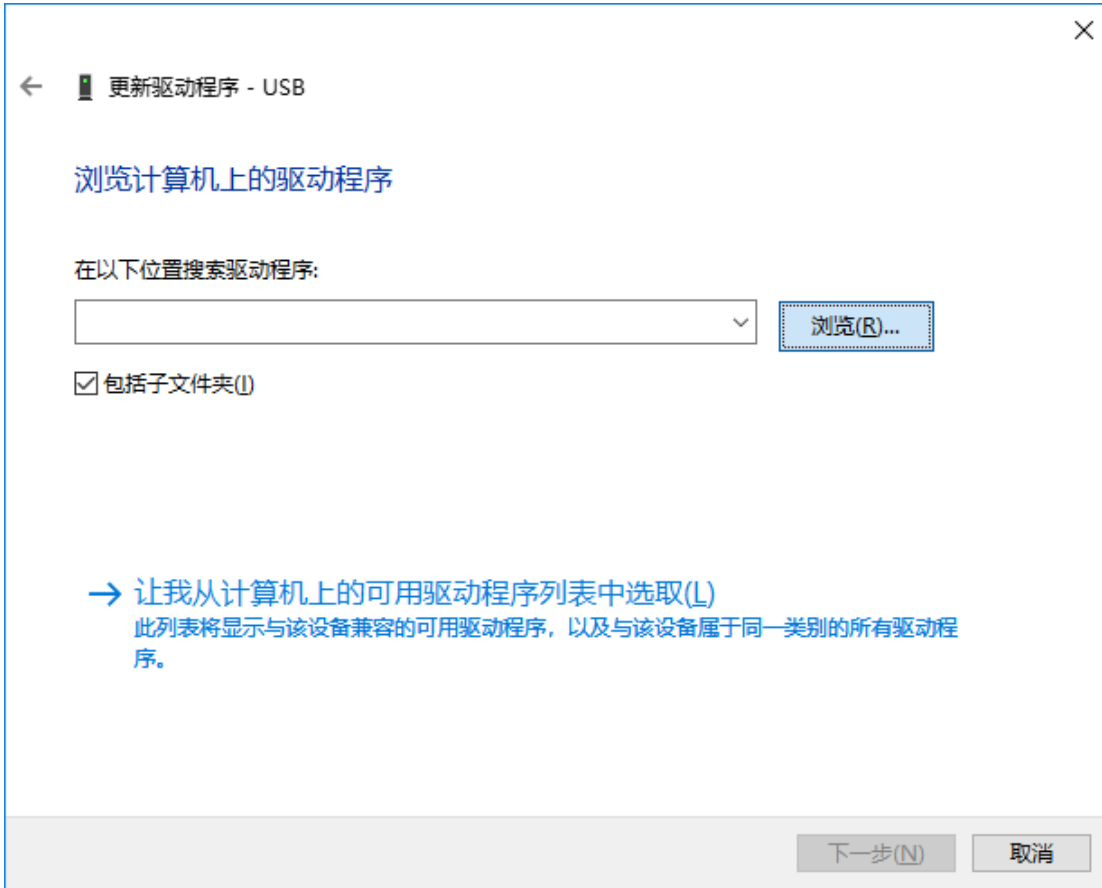 更新驱动程序 - USB
浏览计算机上的驱动程序
在以下位置搜索驱动程序:
浏览(R)...
包括子文件夹(I)
让我从计算机上的可用驱动程序列表中选取(L)
此列表将显示与该设备兼容的可用驱动程序，以及与该设备属于同一类别的所有驱动程
序。
下一步(N)
取消